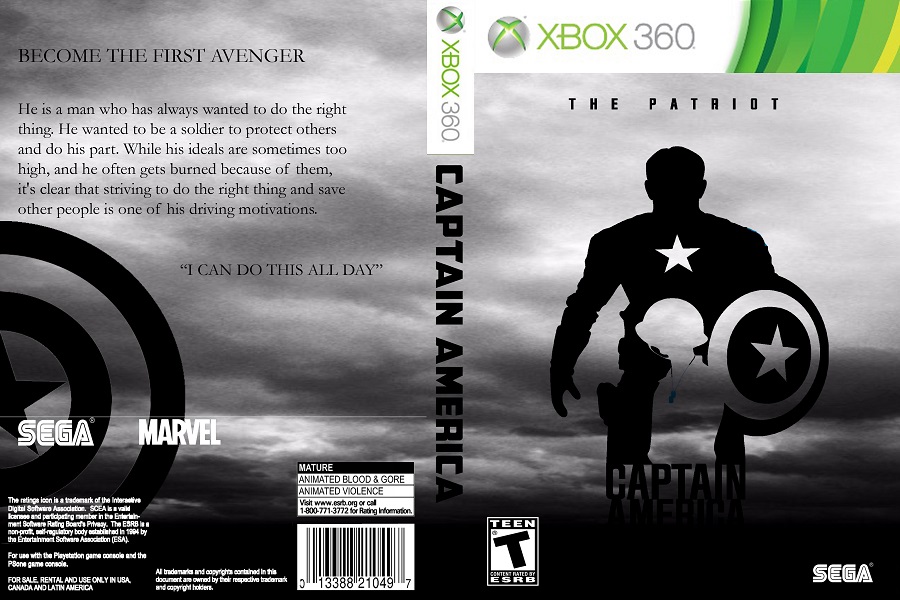 BECOME THE FIRST AVENGER
He is a man who has always wanted to do the right
thing. He wanted to be a soldier to protect others
and do his part. While his ideals are sometimes too
high, and he often gets burned because of them,
it's clear that striving to do the right thing and save
other people is one of his driving motivations.
“I CAN DO THIS ALL DAY”
SEGA®
MARVEL
The ratings icon is a trademark of the Interactive
Digital Software Association. SCEA is a valid
licensee and participating member in the Entertain-
ment Software Rating Board's Privacy. The ESRB is a
non-profit, self-regulatory body established in 1994 by
the Entertainment Software Association (ESA).
For use with the Playstation game console and the
PSone game console.
FOR SALE, RENTAL AND USE ONLY IN USA,
CANADA AND LATIN AMERICA
All trademarks and copyrights contained in this
document are owned by their respective trademark
and copyright holders.
MATURE
ANIMATED BLOOD & GORE
ANIMATED VIOLENCE
Visit www.esrb.org or call
1-800-771-3772 for Rating Information.
0 13388 21049 7
XBOX 360
CAPTAIN AMERICA
XBOX 360
THE PATRIOT
CAPTAIN
AMERICA
TEEN
T
CONTENT RATED BY
ESRB
SEGA